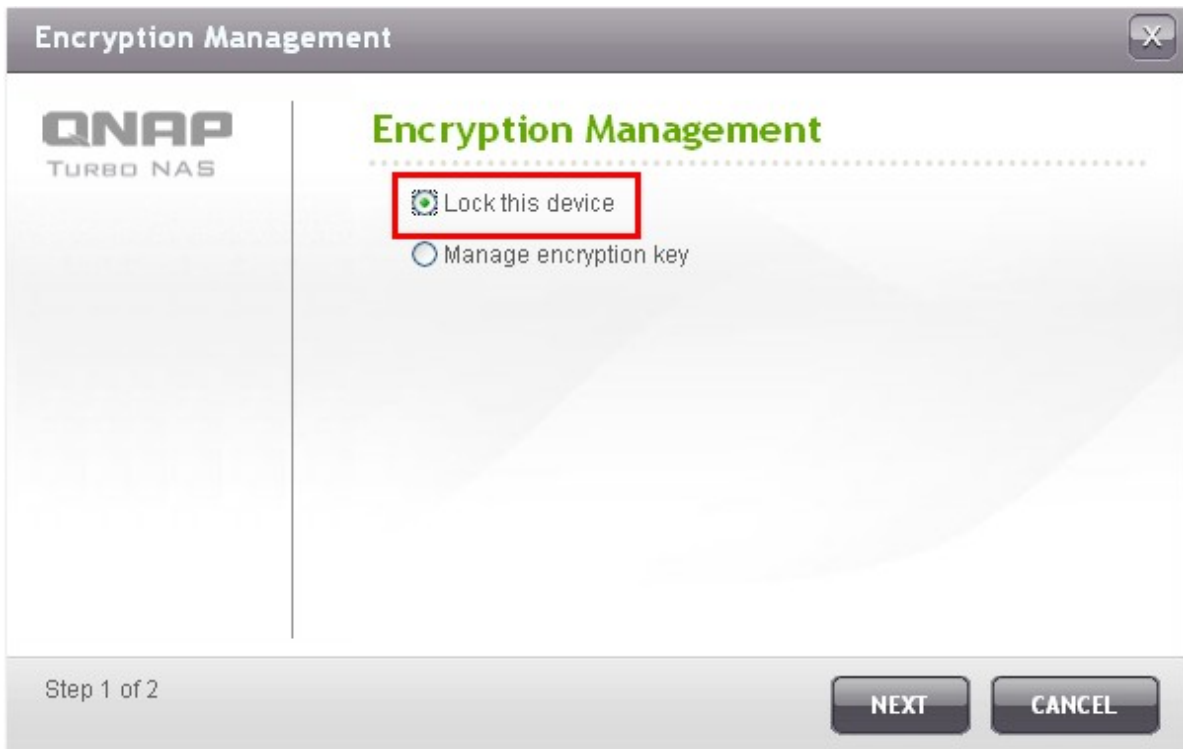 Encryption Management
X
QNAP
TURBO NAS
Encryption Management
Lock this device
Manage encryption key
Step 1 of 2
NEXT
CANCEL